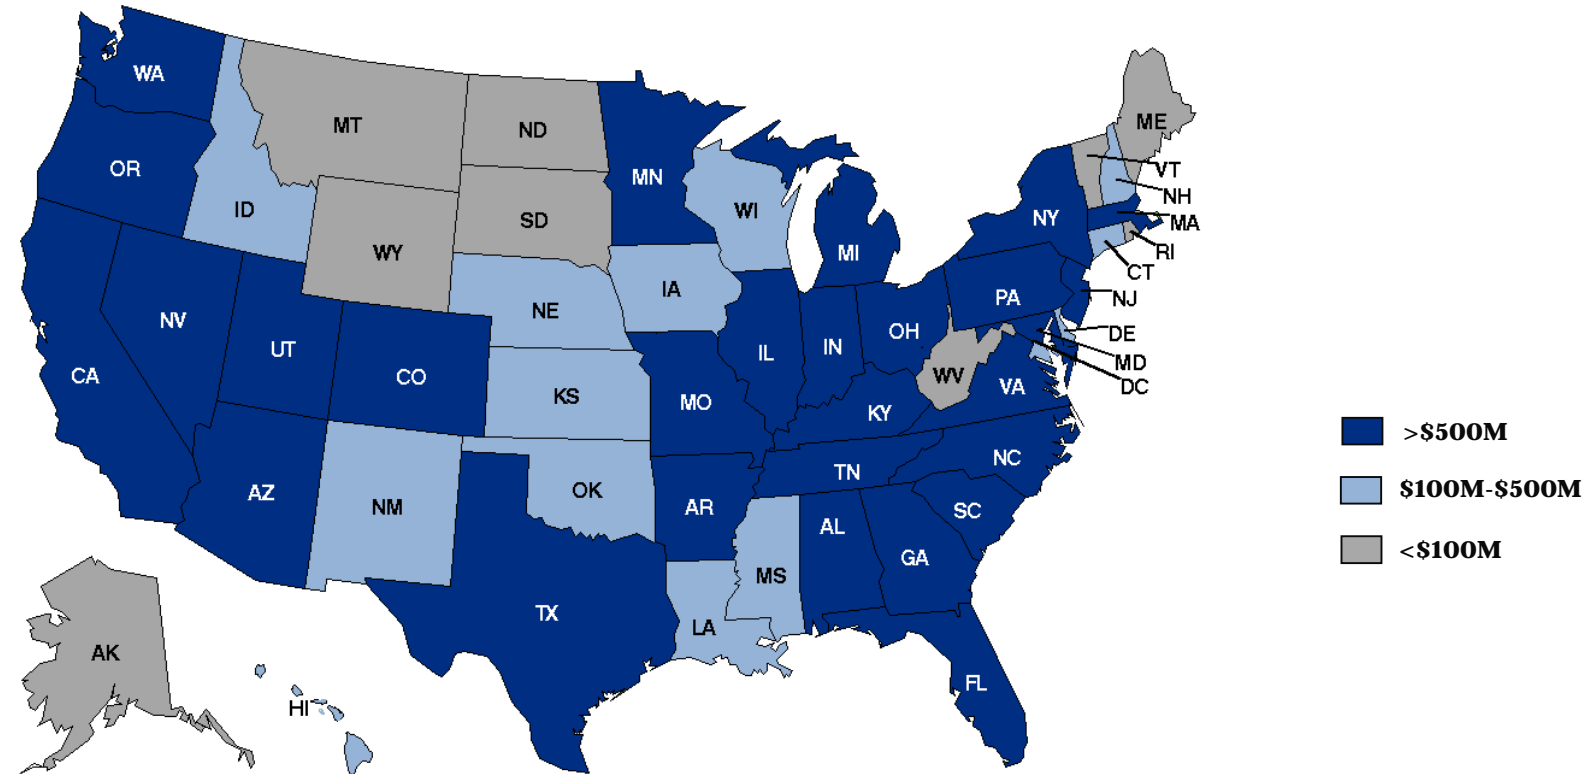 WA
MT
ND
ME
OR
MN
VT
NH
ID
WI
SD
NY
MA
WY
MI
RI
CT
IA
PA
NJ
NE
NV
OH
DE
UT
IN
IL
MD
CA
CO
WV
DC
KS
VA
MO
KY
>$500M
NC
TN
AZ
OK
$100M-$500M
NM
AR
SC
AL
<$100M
GA
MS
TX
LA
AK
FL
HI